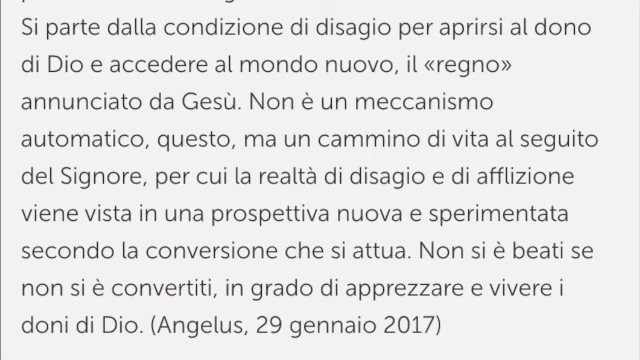 Si parte dalla condizione di disagio per aprirsi al dono
di Dio e accedere al mondo nuovo, il «regno»
annunciato da Gesù. Non è un meccanismo
automatico, questo, ma un cammino di vita al seguito
del Signore, per cui la realtà di disagio e di afflizione
viene vista in una prospettiva nuova e sperimentata
secondo la conversione che si attua. Non si è beati se
non si è convertiti, in grado di apprezzare e vivere i
doni di Dio. (Angelus, 29 gennaio 2017)